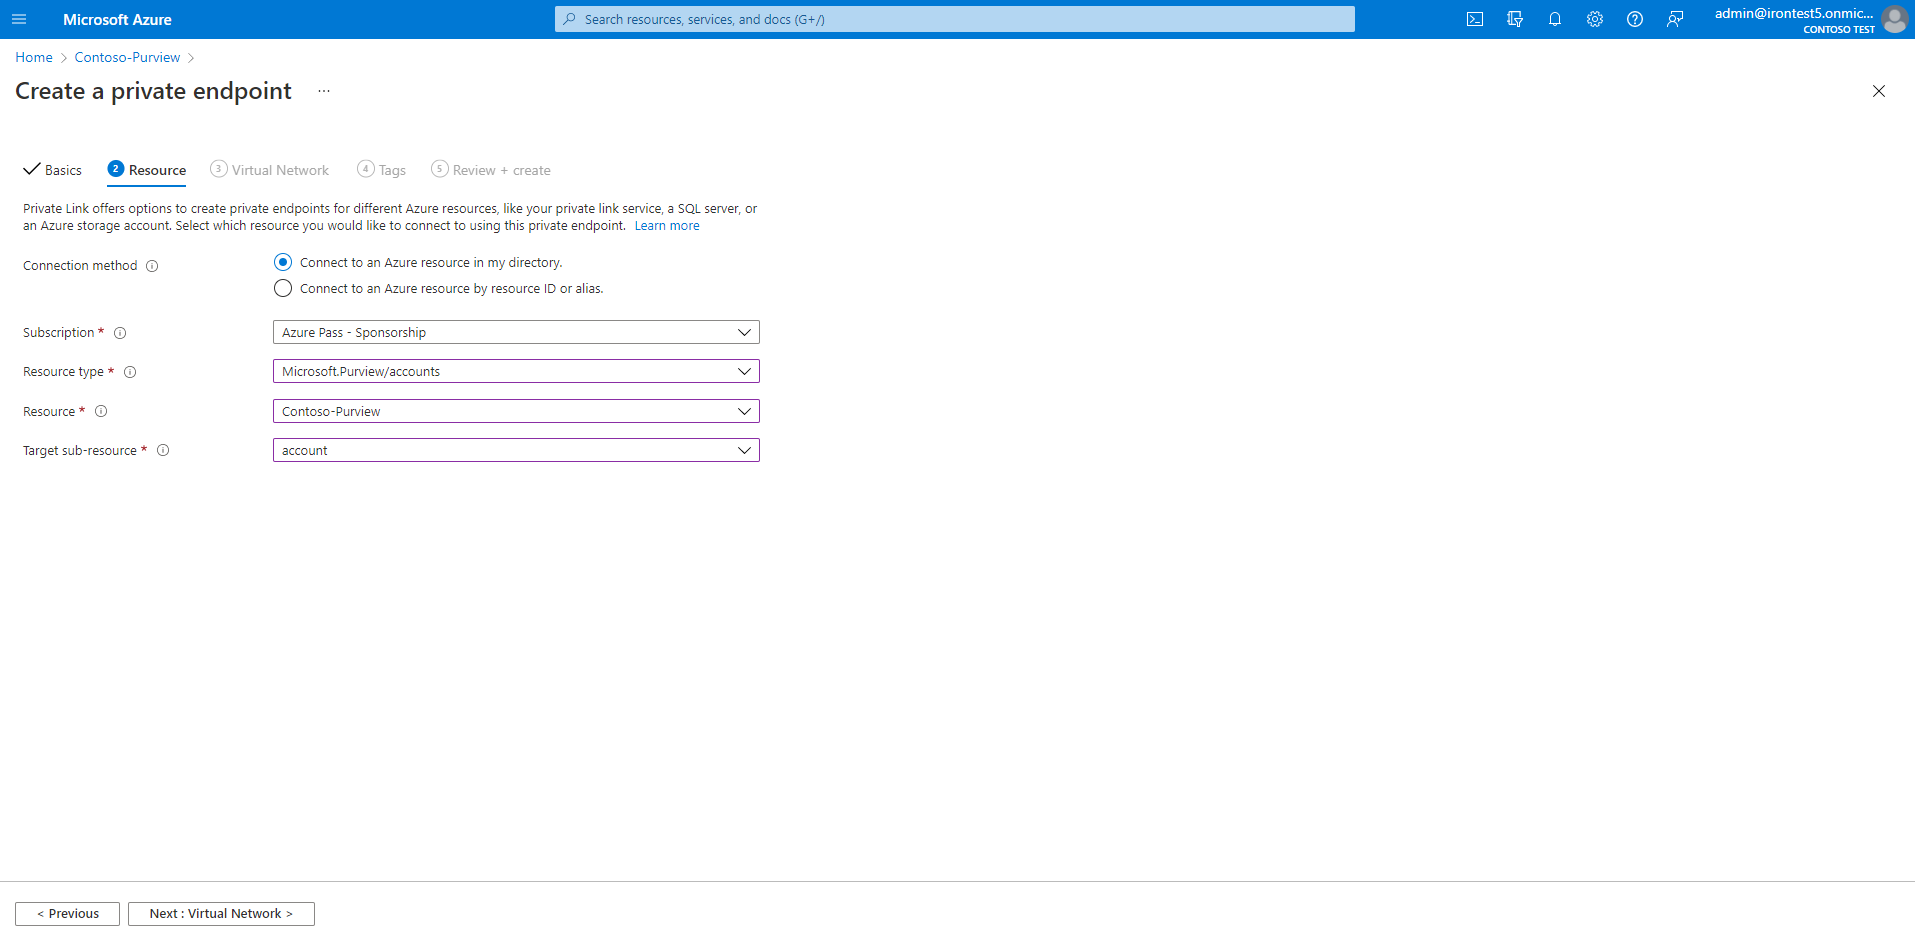 Microsoft Azure
Search resources, services, and docs (G+/)
admin@irontest5.onmic...
CONTOSO TEST
Home > Contoso-Purview >
Create a private endpoint ...
Basics
2 Resource
3 Virtual Network
4 Tags
5 Review + create
Private Link offers options to create private endpoints for different Azure resources, like your private link service, a SQL server, or
an Azure storage account. Select which resource you would like to connect to using this private endpoint. Learn more
Connection method
Connect to an Azure resource in my directory.
Connect to an Azure resource by resource ID or alias.
Subscription *
Azure Pass - Sponsorship
Resource type *
Microsoft.Purview/accounts
Resource *
Contoso-Purview
Target sub-resource *
account
< Previous
Next : Virtual Network >